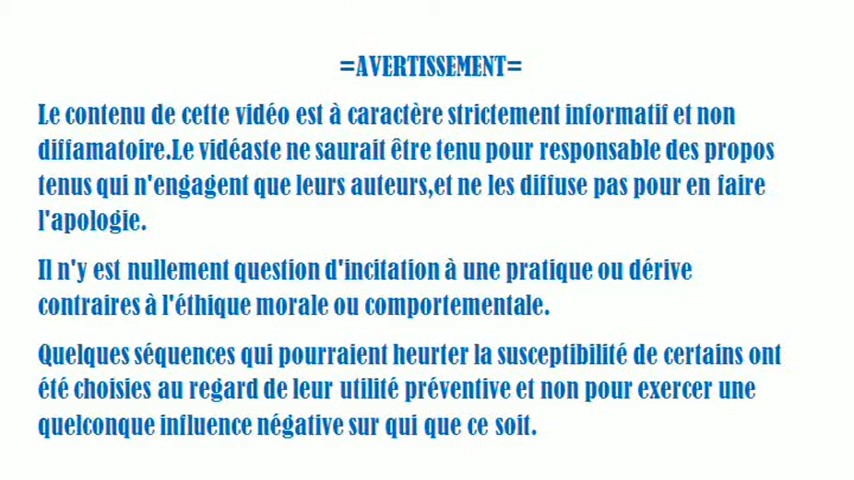 =AVERTISSEMENT=
Le contenu de cette vidéo est à caractère strictement informatif et non
diffamatoire.Le vidéaste ne saurait être tenu pour responsable des propos
tenus qui n'engagent que leurs auteurs,et ne les diffuse pas pour en faire
l'apologie.
Il n'y est nullement question d'incitation à une pratique ou dérive
contraires à l'éthique morale ou comportementale.
Quelques séquences qui pourraient heurter la susceptibilité de certains ont
été choisies au regard de leur utilité préventive et non pour exercer une
quelconque influence négative sur qui que ce soit.